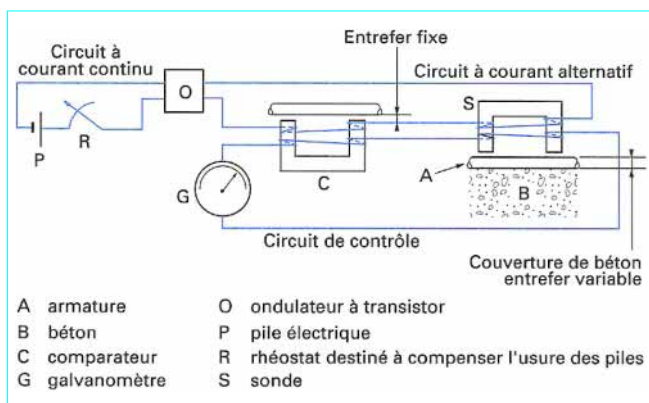 Entrefer fixe
Circuit à
courant continu
Circuit à courant alternatif
O
S
P
R
C
A
B
G
Circuit de contrôle
Couverture de béton
entrefer variable
A armature
B béton
C comparateur
G galvanomètre
O ondulateur à transistor
P pile électrique
R rhéostat destiné à compenser l'usure des piles
S sonde